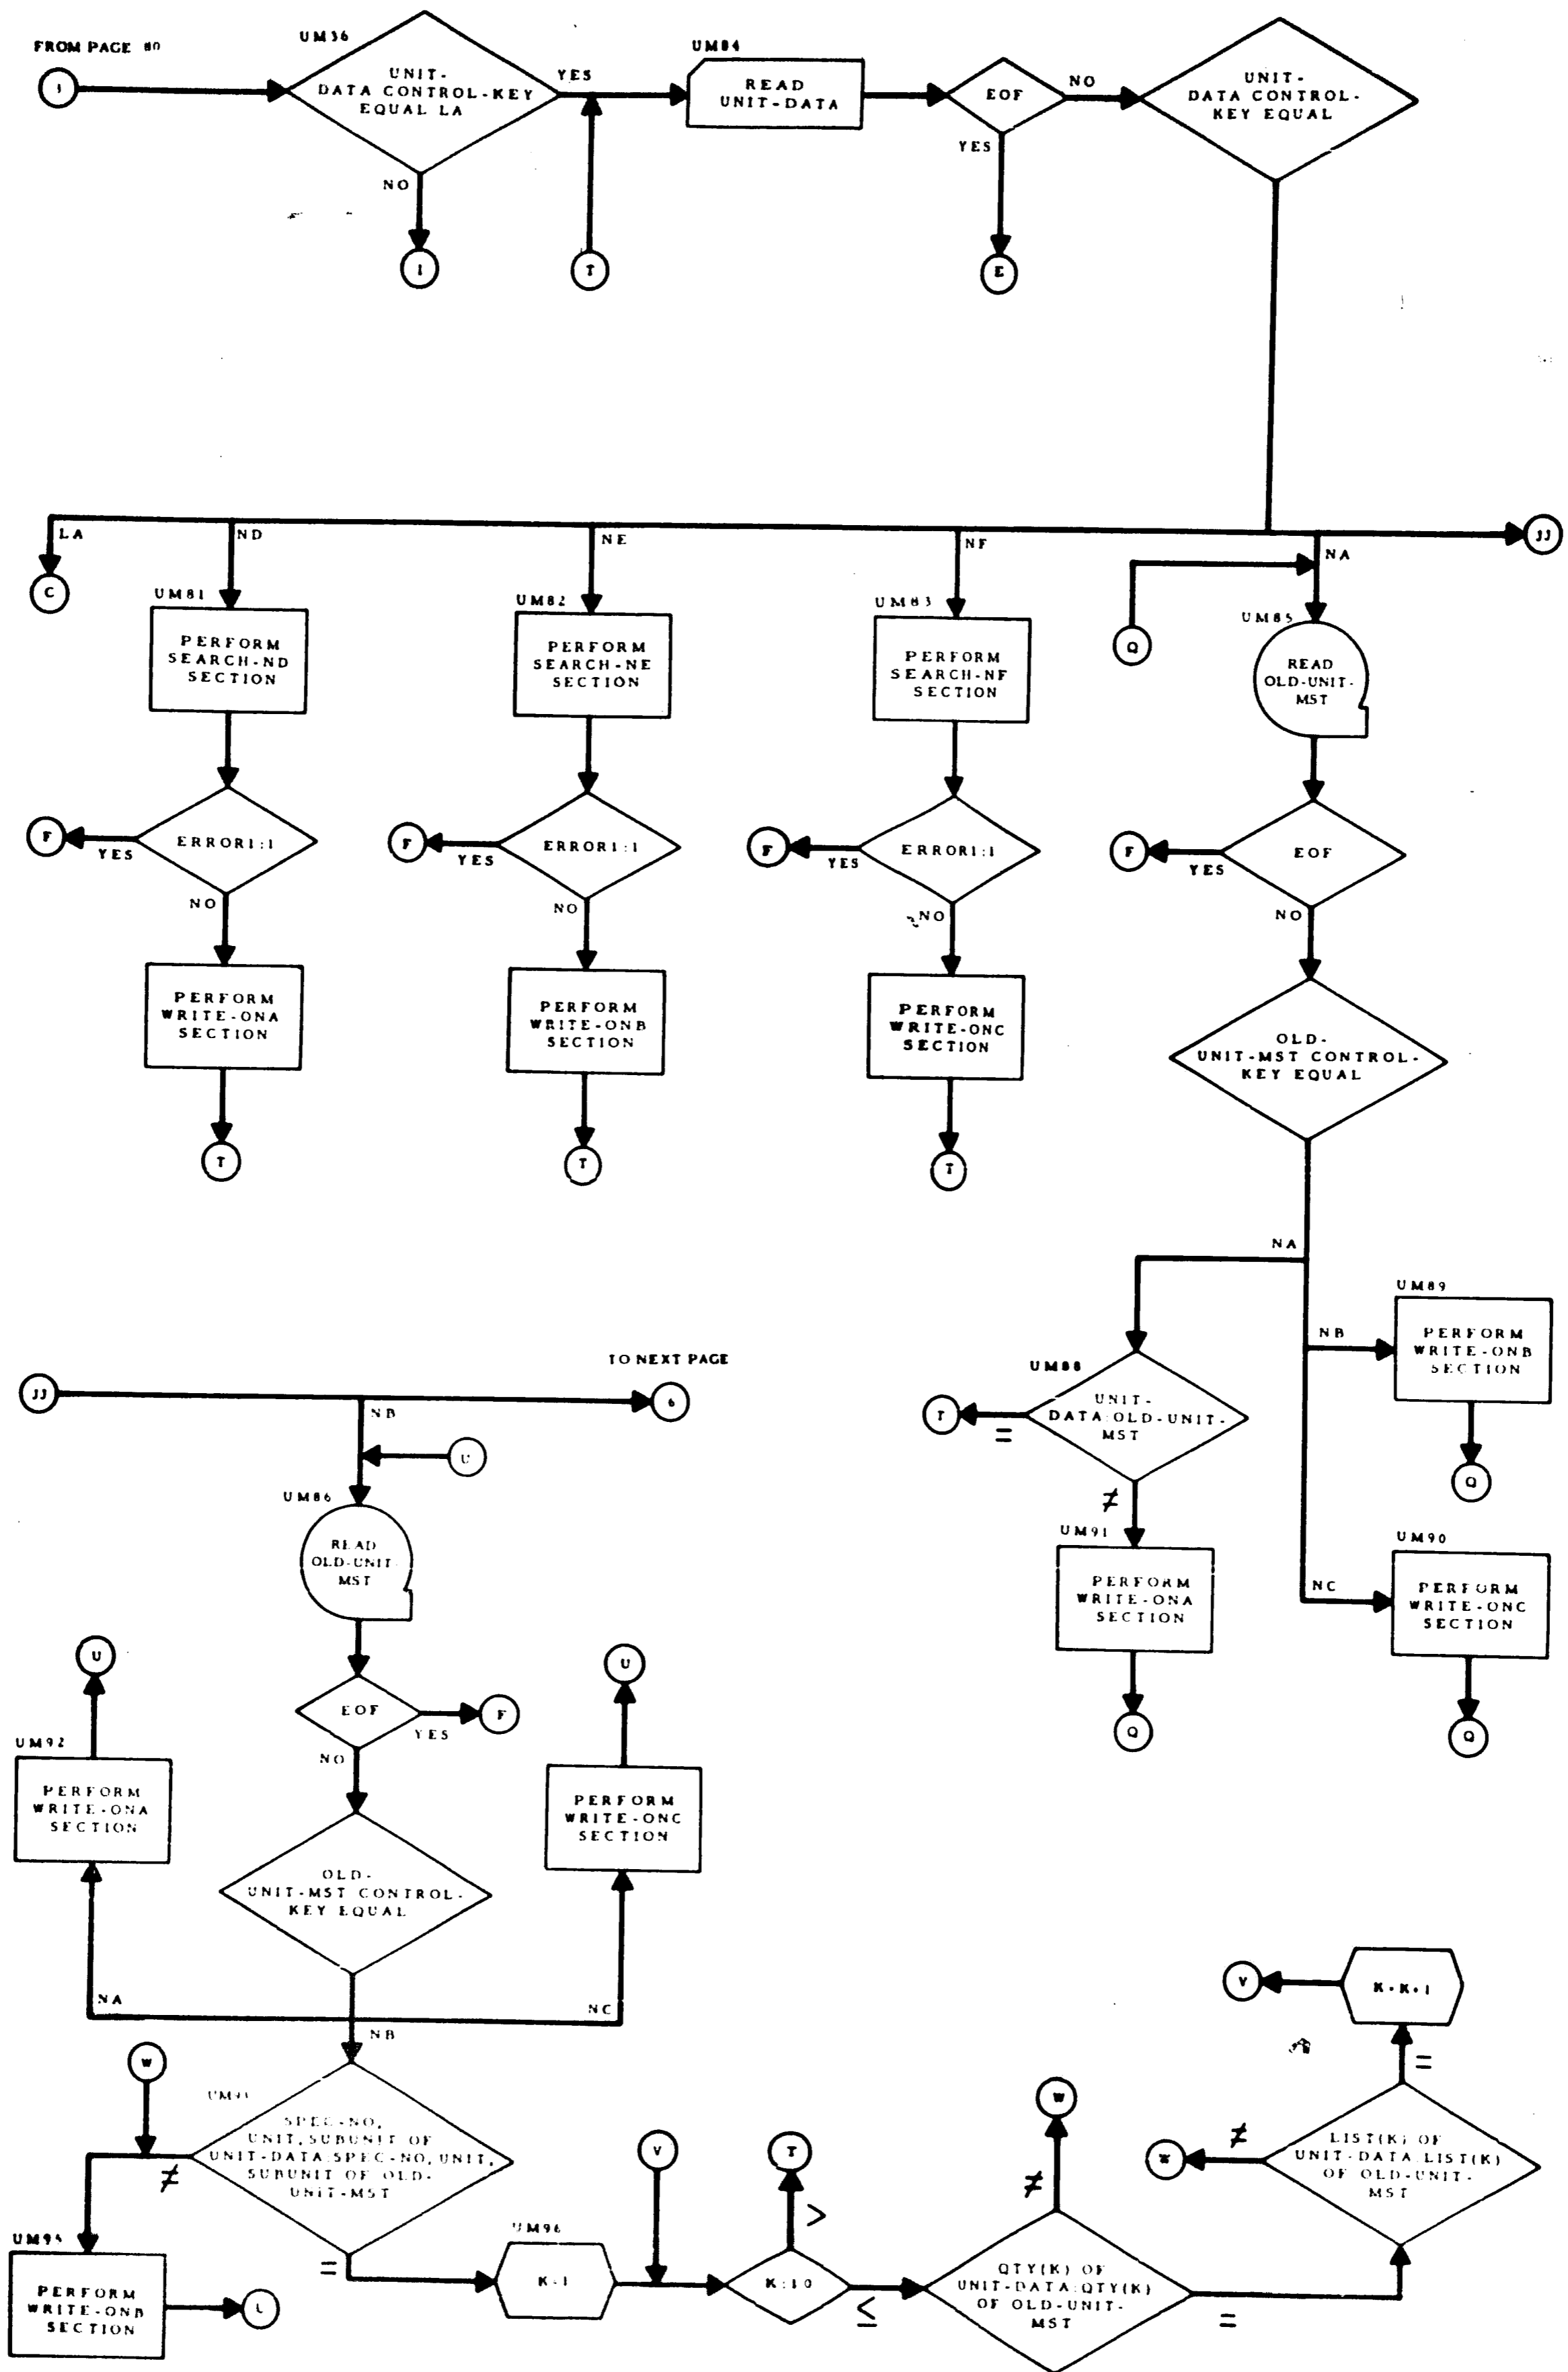 FROM PAGE 80
UM36
UNIT-
DATA CONTROL-KEY
EQUAL LA
YES
NO
I
T
UM84
READ
UNIT-DATA
EOF
NO
YES
E
UNIT-
DATA CONTROL-
KEY EQUAL
LA
C
ND
NE
NF
NA
JJ
Q
UM81
PERFORM
SEARCH-ND
SECTION
ERROR1:1
F
YES
NO
PERFORM
WRITE-ONA
SECTION
T
UM82
PERFORM
SEARCH-NE
SECTION
ERROR1:1
F
YES
NO
PERFORM
WRITE-ONB
SECTION
T
UM83
PERFORM
SEARCH-NF
SECTION
ERROR1:1
F
YES
NO
PERFORM
WRITE-ONC
SECTION
T
UM85
READ
OLD-UNIT-
MST
EOF
F
YES
NO
OLD-
UNIT-MST CONTROL-
KEY EQUAL
NA
UM88
UNIT-
DATA:OLD-UNIT-
MST
T
=
≠
UM91
PERFORM
WRITE-ONA
SECTION
Q
NB
UM89
PERFORM
WRITE-ONB
SECTION
Q
NC
UM90
PERFORM
WRITE-ONC
SECTION
Q
JJ
TO NEXT PAGE
6
NB
U
UM86
READ
OLD-UNIT-
MST
EOF
YES
F
NO
U
UM92
PERFORM
WRITE-ONA
SECTION
U
PERFORM
WRITE-ONC
SECTION
OLD-
UNIT-MST CONTROL-
KEY EQUAL
NA
NC
NB
W
SPEC-NO,
UNIT, SUBUNIT OF
UNIT-DATA:SPEC-NO, UNIT,
SUBUNIT OF OLD-
UNIT-MST
≠
=
UM95
PERFORM
WRITE-ONB
SECTION
UM96
K=1
V
K:10
T
>
≤
QTY(K) OF
UNIT-DATA:QTY(K)
OF OLD-UNIT-
MST
W
≠
=
LIST(K) OF
UNIT-DATA:LIST(K)
OF OLD-UNIT-
MST
W
≠
=
K=K+1
V